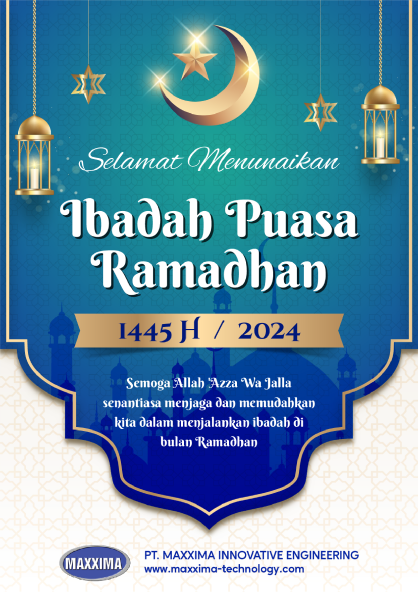 Selamat Menunaikan
Ibadah Puasa
Ramadhan
1445 H / 2024
Semoga Allah 'Azza Wa Jalla
senantiasa menjaga dan memudahkan
kita dalam menjalankan ibadah di
bulan Ramadhan
MAXXIMA
PT. MAXXIMA INNOVATIVE ENGINEERING
www.maxxima-technology.com